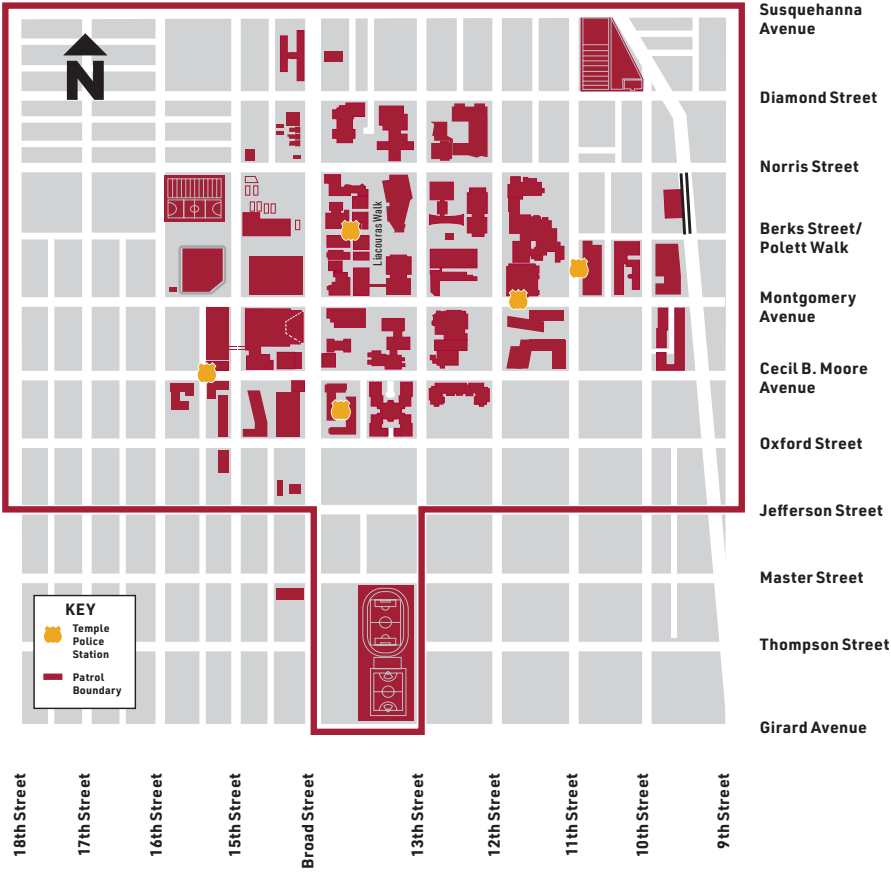 Susquehanna
Avenue
N
Diamond Street
Norris Street
Liacouras Walk
Berks Street/
Polett Walk
Montgomery
Avenue
Cecil B. Moore
Avenue
Oxford Street
Jefferson Street
Master Street
KEY
Temple
Police
Station
Patrol
Boundary
Thompson Street
Girard Avenue
18th Street
17th Street
16th Street
15th Street
Broad Street
13th Street
12th Street
11th Street
10th Street
9th Street